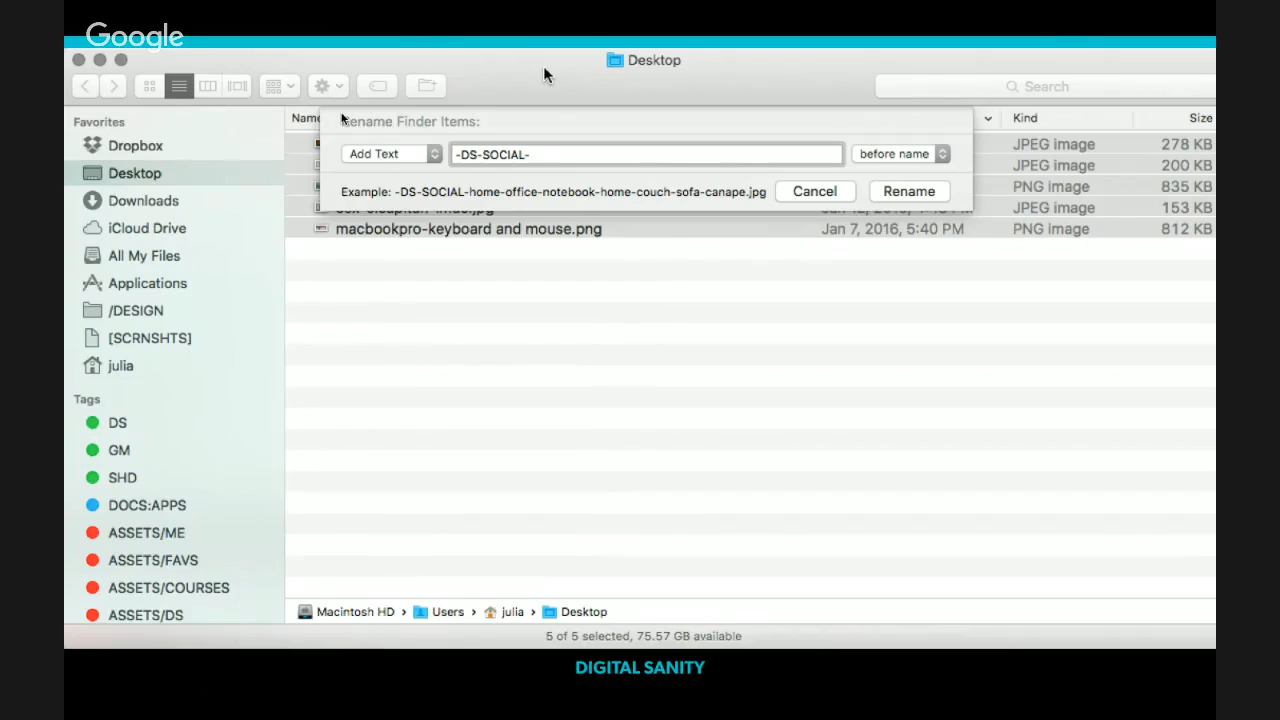 Google
Desktop
Search
Name
Kind
Size
Rename Finder Items:
Add Text
-DS-SOCIAL-
before name
Example: -DS-SOCIAL-home-office-notebook-home-couch-sofa-canape.jpg
Cancel
Rename
JPEG image 278 KB
JPEG image 200 KB
PNG image 835 KB
JPEG image 153 KB
macbookpro-keyboard and mouse.png Jan 7, 2016, 5:40 PM PNG image 812 KB
Favorites
Dropbox
Desktop
Downloads
iCloud Drive
All My Files
Applications
/DESIGN
[SCRNSHTS]
julia
Tags
DS
GM
SHD
DOCS:APPS
ASSETS/ME
ASSETS/FAVS
ASSETS/COURSES
ASSETS/DS
Macintosh HD › Users › julia › Desktop
5 of 5 selected, 75.57 GB available
DIGITAL SANITY